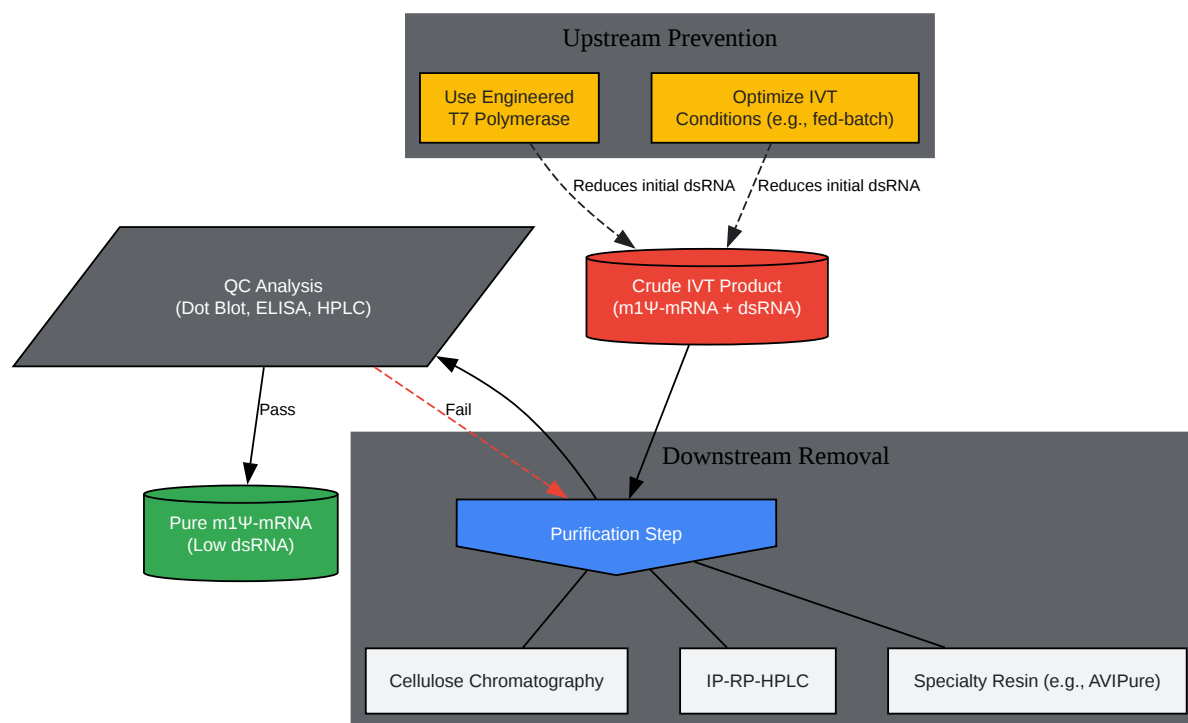 Upstream Prevention
Use Engineered
T7 Polymerase
Optimize IVT
Conditions (e.g., fed-batch)
Reduces initial dsRNA
Reduces initial dsRNA
QC Analysis
(Dot Blot, ELISA, HPLC)
Crude IVT Product
(m1Ψ-mRNA + dsRNA)
Pass
Fail
Downstream Removal
Pure m1Ψ-mRNA
(Low dsRNA)
Purification Step
Cellulose Chromatography
IP-RP-HPLC
Specialty Resin (e.g., AVIPure)